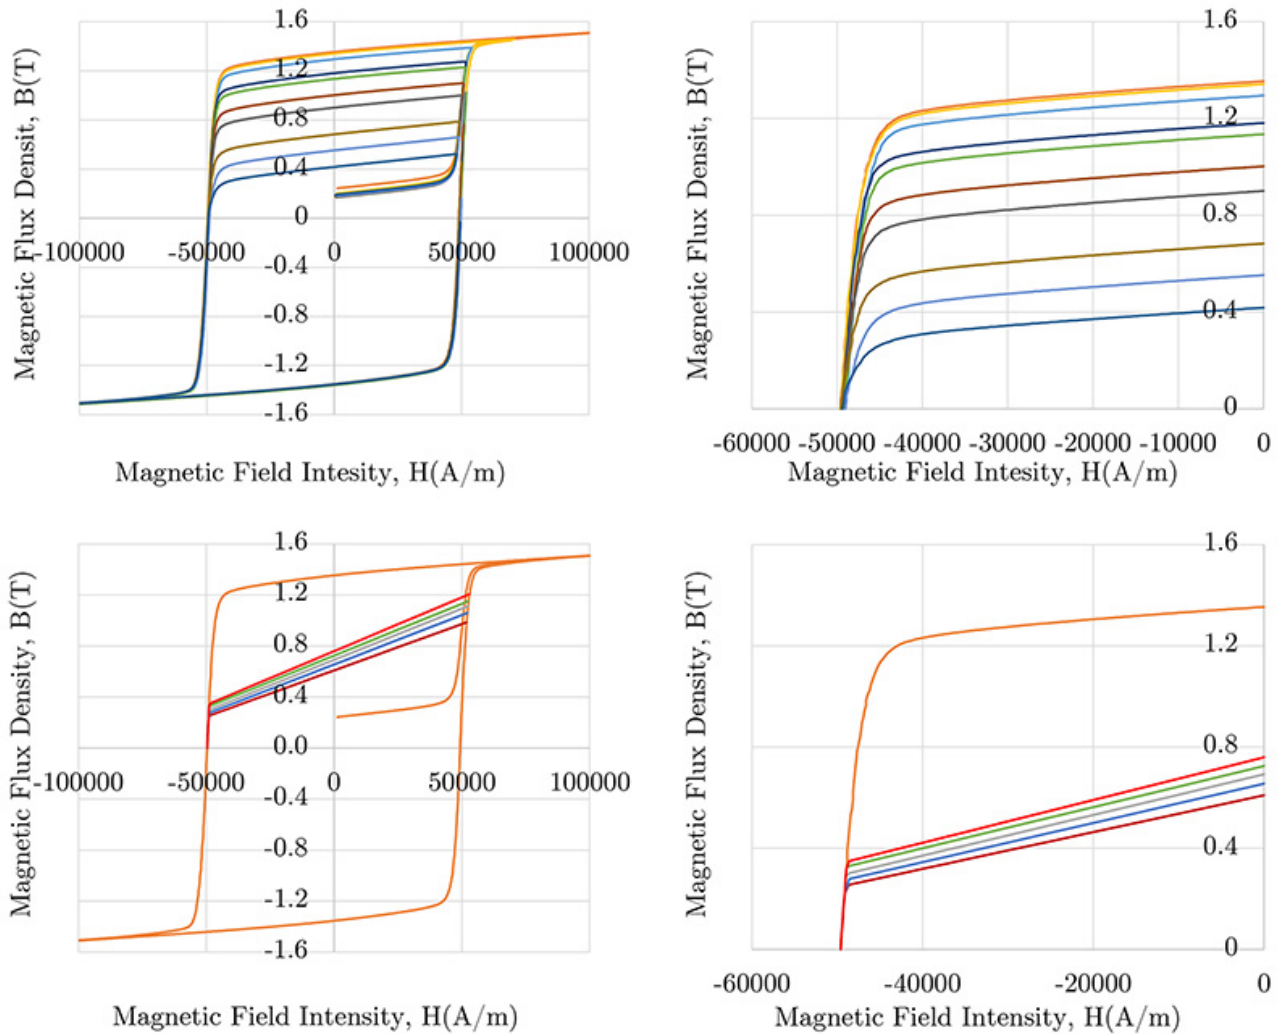 1.6
1.2
0.8
0.4
0
-0.4
-0.8
-1.2
-1.6
-100000 -50000 0 50000 100000
Magnetic Flux Densit, B(T)
Magnetic Field Intesity, H(A/m)
1.6
1.2
0.8
0.4
0
-60000 -50000 -40000 -30000 -20000 -10000 0
Magnetic Flux Densit, B(T)
Magnetic Field Intesity, H(A/m)
1.6
1.2
0.8
0.4
0.0
-0.4
-0.8
-1.2
-1.6
-100000 -50000 0 50000 100000
Magnetic Flux Density, B(T)
Magnetic Field Intensity, H(A/m)
1.6
1.2
0.8
0.4
0
-60000 -40000 -20000 0
Magnetic Flux Density, B(T)
Magnetic Field Intensity, H(A/m)